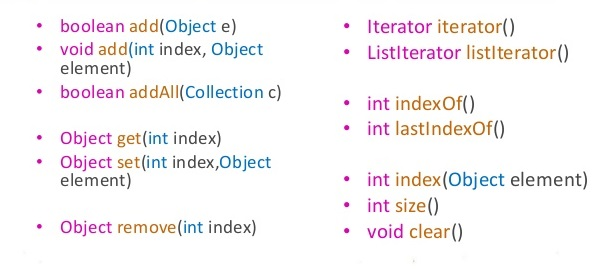 • boolean add(Object e)
• void add(int index, Object
element)
• boolean addAll(Collection c)
• Object get(int index)
• Object set(int index,Object
element)
• Object remove(int index)
• Iterator iterator()
• ListIterator listIterator()
• int indexOf()
• int lastIndexOf()
• int index(Object element)
• int size()
• void clear()